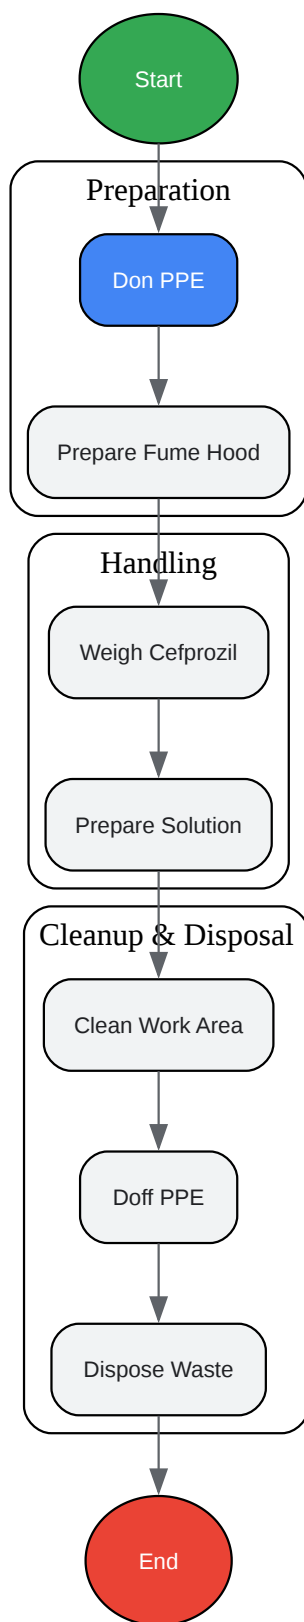 Start
Preparation
Don PPE
Prepare Fume Hood
Handling
Weigh Cefprozil
Prepare Solution
Cleanup & Disposal
Clean Work Area
Doff PPE
Dispose Waste
End